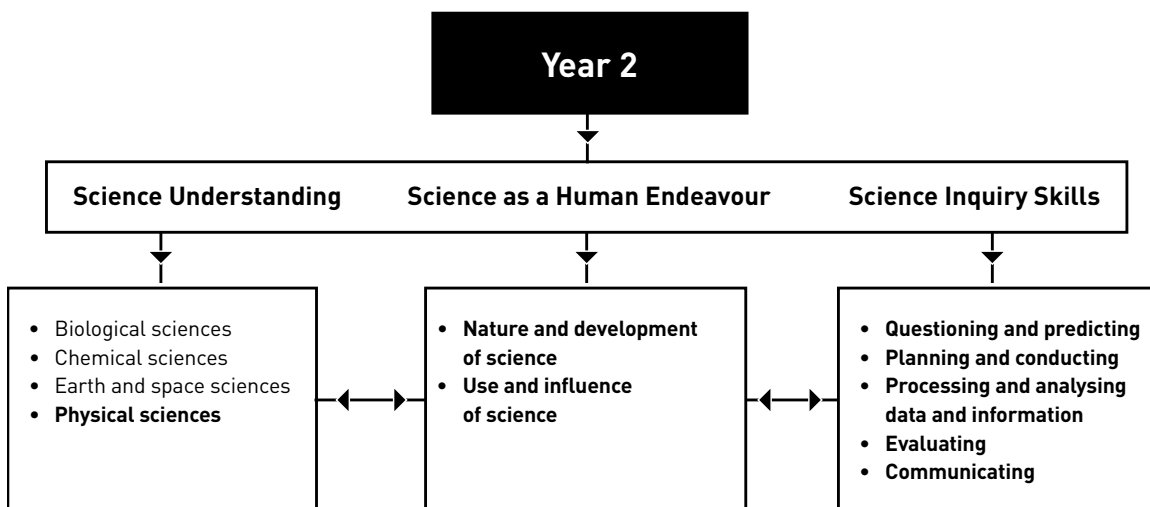 Year 2
Science Understanding
Science as a Human Endeavour
Science Inquiry Skills
• Biological sciences
• Chemical sciences
• Earth and space sciences
• Physical sciences
• Nature and development
of science
• Use and influence
of science
• Questioning and predicting
• Planning and conducting
• Processing and analysing
data and information
• Evaluating
• Communicating